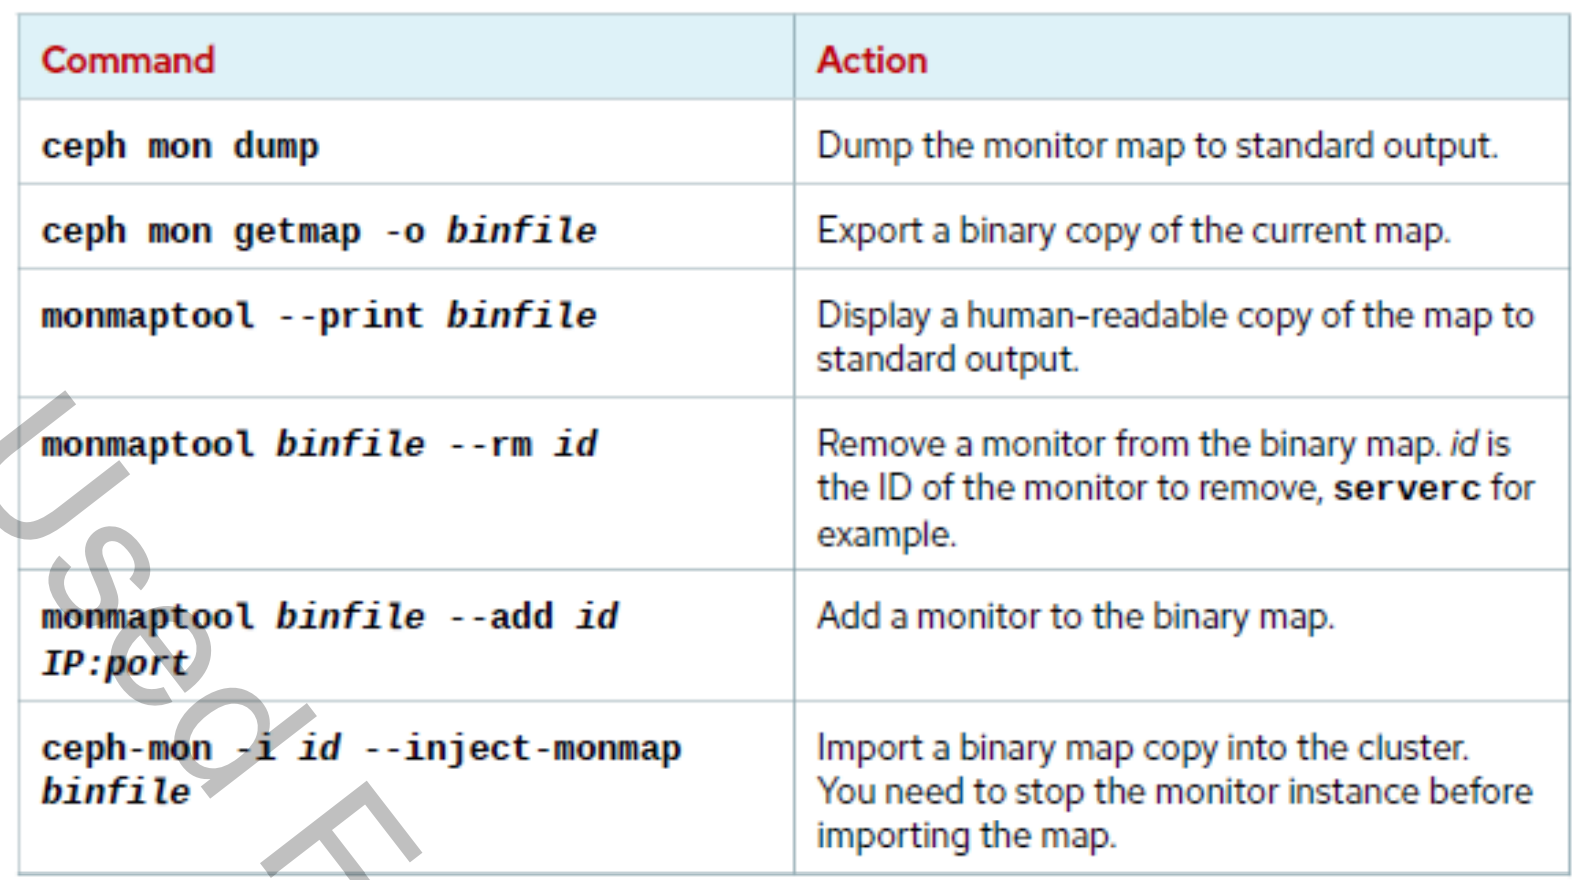 Command
Action
ceph mon dump
Dump the monitor map to standard output.
ceph mon getmap -o binfile
Export a binary copy of the current map.
monmaptool --print binfile
Display a human-readable copy of the map to
standard output.
monmaptool binfile --rm id
Remove a monitor from the binary map. id is
the ID of the monitor to remove, serverc for
example.
monmaptool binfile --add id
IP:port
Add a monitor to the binary map.
ceph-mon -i id --inject-monmap
binfile
Import a binary map copy into the cluster.
You need to stop the monitor instance before
importing the map.
Used